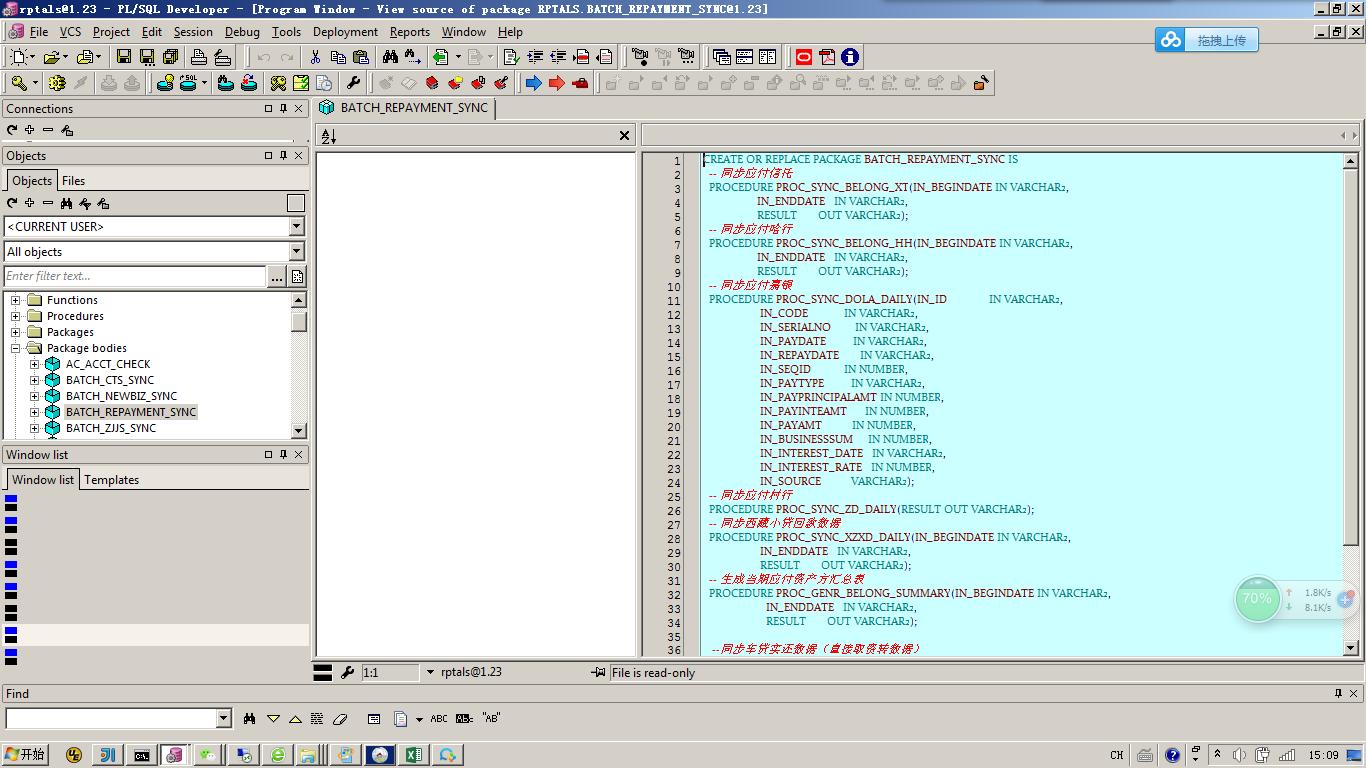 rptals@1.23 - PL/SQL Developer - [Program Window - View source of package RPTALS.BATCH_REPAYMENT_SYNC@1.23]
File VCS Project Edit Session Debug Tools Deployment Reports Window Help
拖拽上传
Connections
BATCH_REPAYMENT_SYNC
Objects
Objects Files
<CURRENT USER>
All objects
Enter filter text...
Functions
Procedures
Packages
Package bodies
AC_ACCT_CHECK
BATCH_CTS_SYNC
BATCH_NEWBIZ_SYNC
BATCH_REPAYMENT_SYNC
BATCH_ZJJS_SYNC
Window list
Window list Templates
1 CREATE OR REPLACE PACKAGE BATCH_REPAYMENT_SYNC IS
2 -- 同步应付信托
3 PROCEDURE PROC_SYNC_BELONG_XT(IN_BEGINDATE IN VARCHAR2,
4 IN_ENDDATE IN VARCHAR2,
5 RESULT OUT VARCHAR2);
6 -- 同步应付哈行
7 PROCEDURE PROC_SYNC_BELONG_HH(IN_BEGINDATE IN VARCHAR2,
8 IN_ENDDATE IN VARCHAR2,
9 RESULT OUT VARCHAR2);
10 -- 同步应付嘉银
11 PROCEDURE PROC_SYNC_DOLA_DAILY(IN_ID IN VARCHAR2,
12 IN_CODE IN VARCHAR2,
13 IN_SERIALNO IN VARCHAR2,
14 IN_PAYDATE IN VARCHAR2,
15 IN_REPAYDATE IN VARCHAR2,
16 IN_SEQID IN NUMBER,
17 IN_PAYTYPE IN VARCHAR2,
18 IN_PAYPRINCIPALAMT IN NUMBER,
19 IN_PAYINTEAMT IN NUMBER,
20 IN_PAYAMT IN NUMBER,
21 IN_BUSINESSSUM IN NUMBER,
22 IN_INTEREST_DATE IN VARCHAR2,
23 IN_INTEREST_RATE IN NUMBER,
24 IN_SOURCE VARCHAR2);
25 -- 同步应付村行
26 PROCEDURE PROC_SYNC_ZD_DAILY(RESULT OUT VARCHAR2);
27 -- 同步西藏小贷回款数据
28 PROCEDURE PROC_SYNC_XZXD_DAILY(IN_BEGINDATE IN VARCHAR2,
29 IN_ENDDATE IN VARCHAR2,
30 RESULT OUT VARCHAR2);
31 -- 生成当期应付资产方汇总表
32 PROCEDURE PROC_GENR_BELONG_SUMMARY(IN_BEGINDATE IN VARCHAR2,
33 IN_ENDDATE IN VARCHAR2,
34 RESULT OUT VARCHAR2);
35
36 --同步车贷实还数据（直接取资转数据）
70%
1.8K/s
8.1K/s
1:1 rptals@1.23 File is read-only
Find
ABC ABc "AB"
开始 CH 15:09